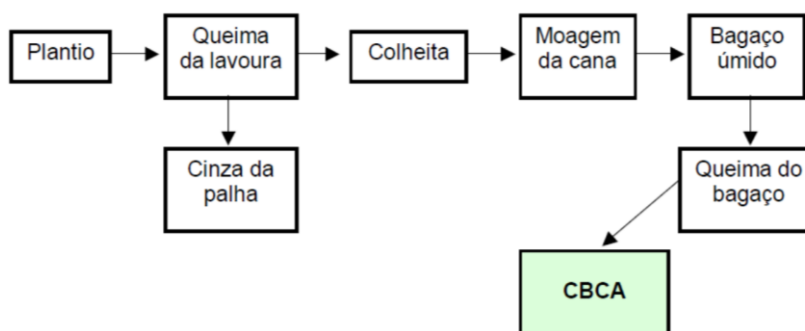 Plantio
Queima
da lavoura
Colheita
Moagem
da cana
Bagaço
úmido
Cinza da
palha
Queima do
bagaço
CBCA